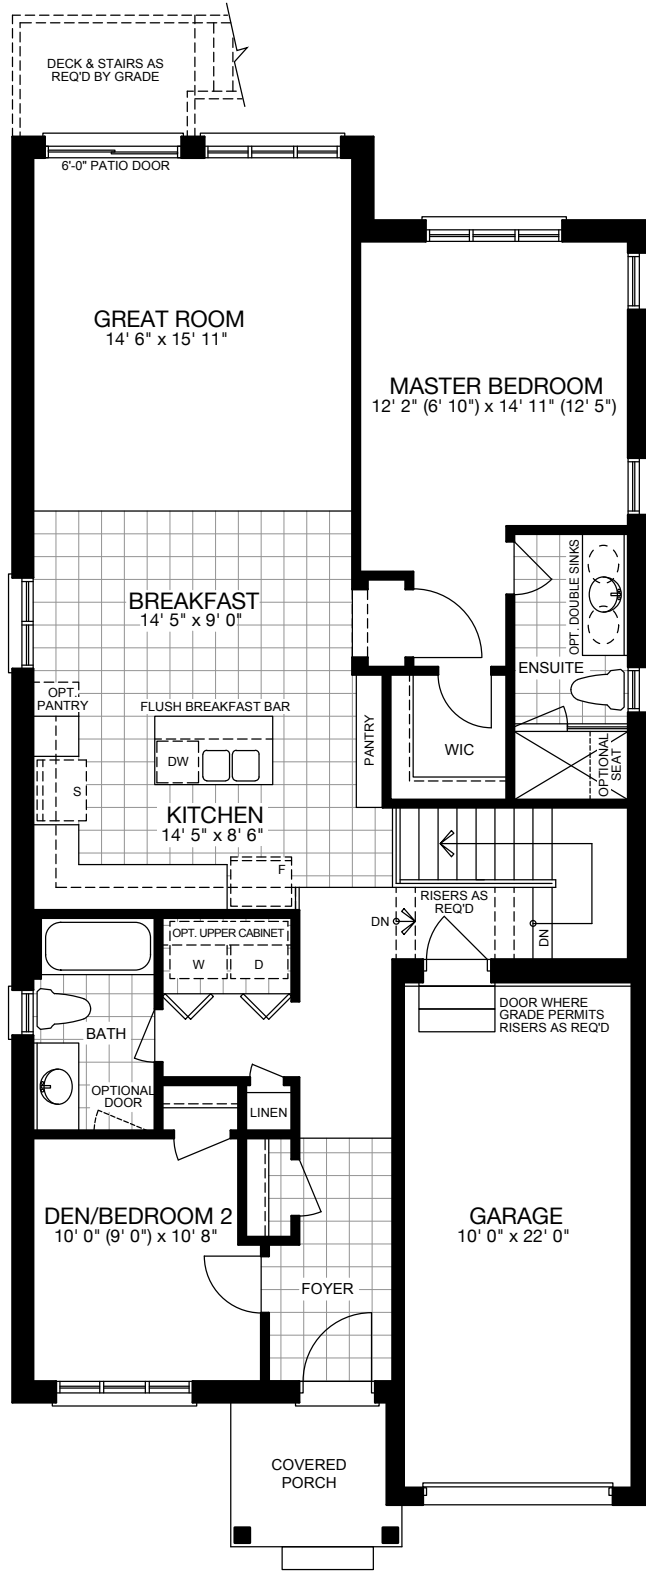 DECK & STAIRS AS
REQ'D BY GRADE
6'-0" PATIO DOOR
GREAT ROOM
14' 6" x 15' 11"
MASTER BEDROOM
12' 2" (6' 10") x 14' 11" (12' 5")
BREAKFAST
14' 5" x 9' 0"
OPT. DOUBLE SINKS
ENSUITE
OPT.
PANTRY
FLUSH BREAKFAST BAR
PANTRY
WIC
OPTIONAL
SEAT
DW
S
KITCHEN
14' 5" x 8' 6"
F
RISERS AS
REQ'D
DN
DN
OPT. UPPER CABINET
W
D
DOOR WHERE
GRADE PERMITS
RISERS AS REQ'D
BATH
OPTIONAL
DOOR
LINEN
DEN/BEDROOM 2
10' 0" (9' 0") x 10' 8"
GARAGE
10' 0" x 22' 0"
FOYER
COVERED
PORCH